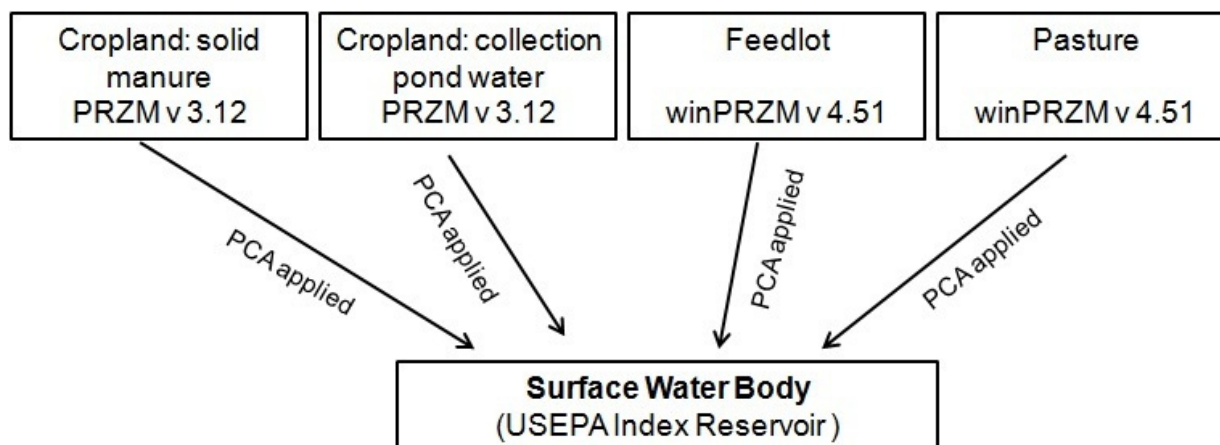 Cropland: solid
manure
PRZM v 3.12
Cropland: collection
pond water
PRZM v 3.12
Feedlot
winPRZM v 4.51
Pasture
winPRZM v 4.51
PCA applied
PCA applied
PCA applied
PCA applied
Surface Water Body
(USEPA Index Reservoir)